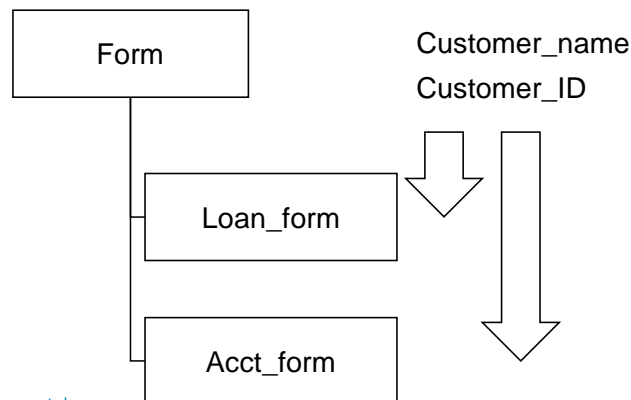 Form
Customer_name
Customer_ID
Loan_form
Acct_form